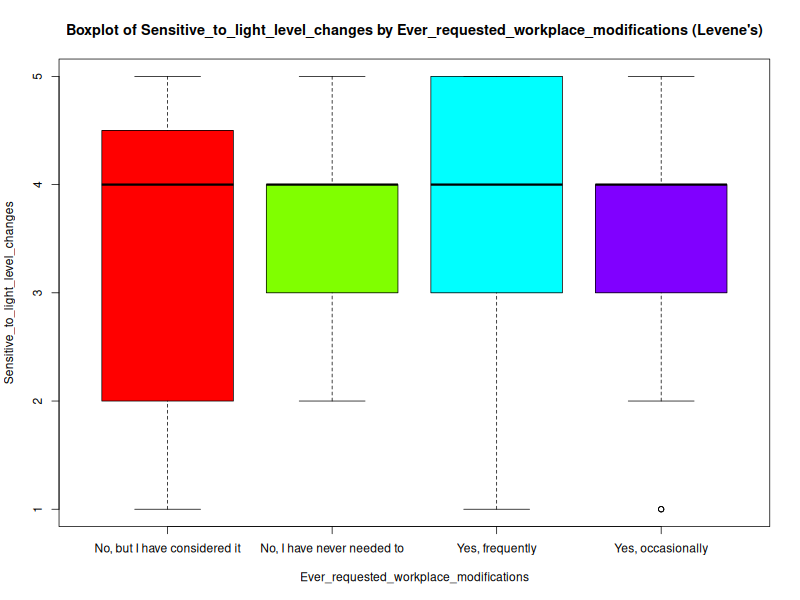 Boxplot of Sensitive_to_light_level_changes by Ever_requested_workplace_modifications (Levene's)
Sensitive_to_light_level_changes
5
4
3
2
1
No, but I have considered it No, I have never needed to Yes, frequently Yes, occasionally
Ever_requested_workplace_modifications